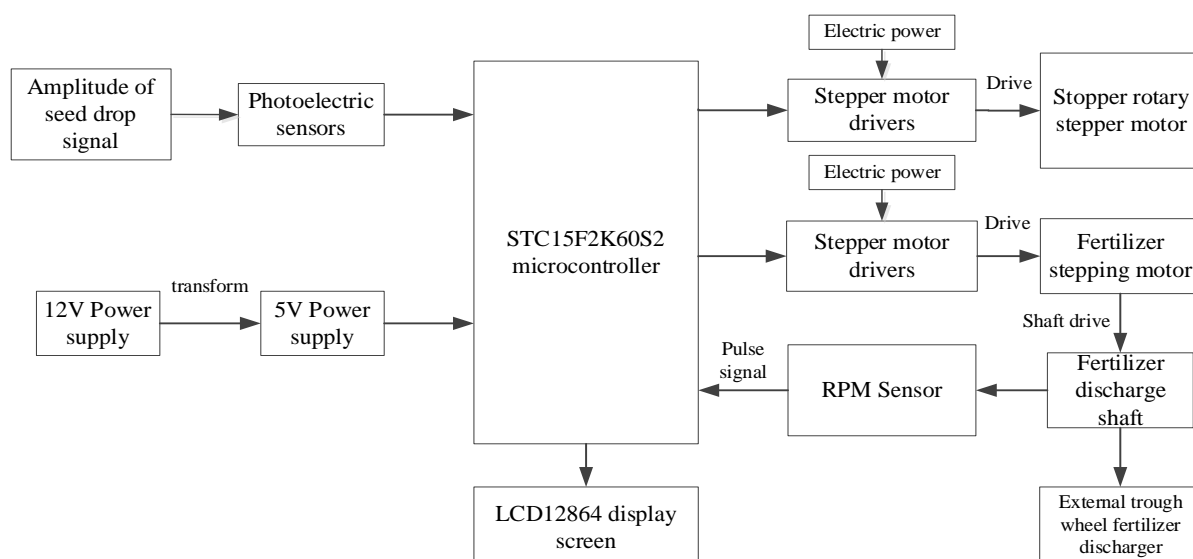 Electric power
Amplitude of
seed drop
signal
Photoelectric
sensors
Stepper motor
drivers
Drive
Stopper rotary
stepper motor
Electric power
STC15F2K60S2
microcontroller
Stepper motor
drivers
Drive
Fertilizer
stepping motor
12V Power
supply
transform
5V Power
supply
Shaft drive
Pulse
signal
RPM Sensor
Fertilizer
discharge
shaft
LCD12864 display
screen
External trough
wheel fertilizer
discharger